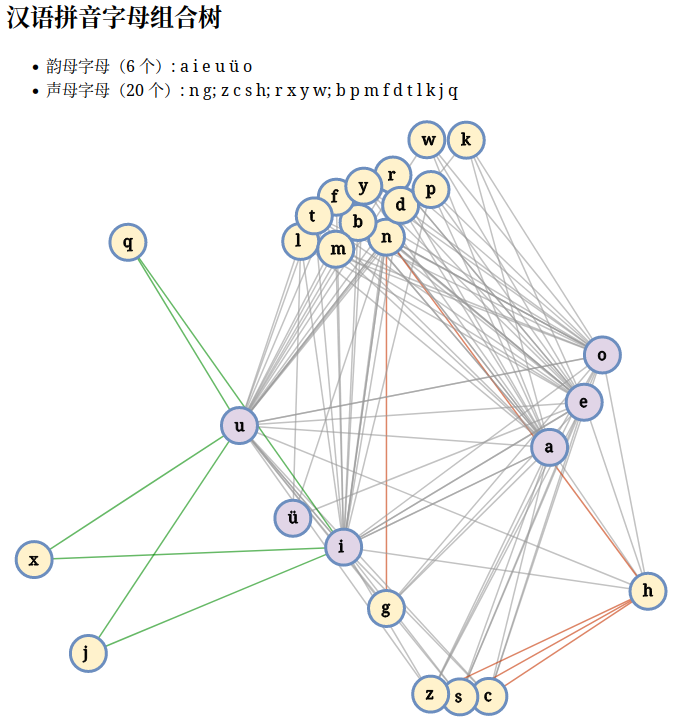 汉语拼音字母组合树
韵母字母（6 个）: a i e u ü o
声母字母（20 个）: n g; z c s h; r x y w; b p m f d t l k j q
w k
r
y p
f d
t b
l m n
q
o
e
u a
ü
i
x
h
g
j
z s c